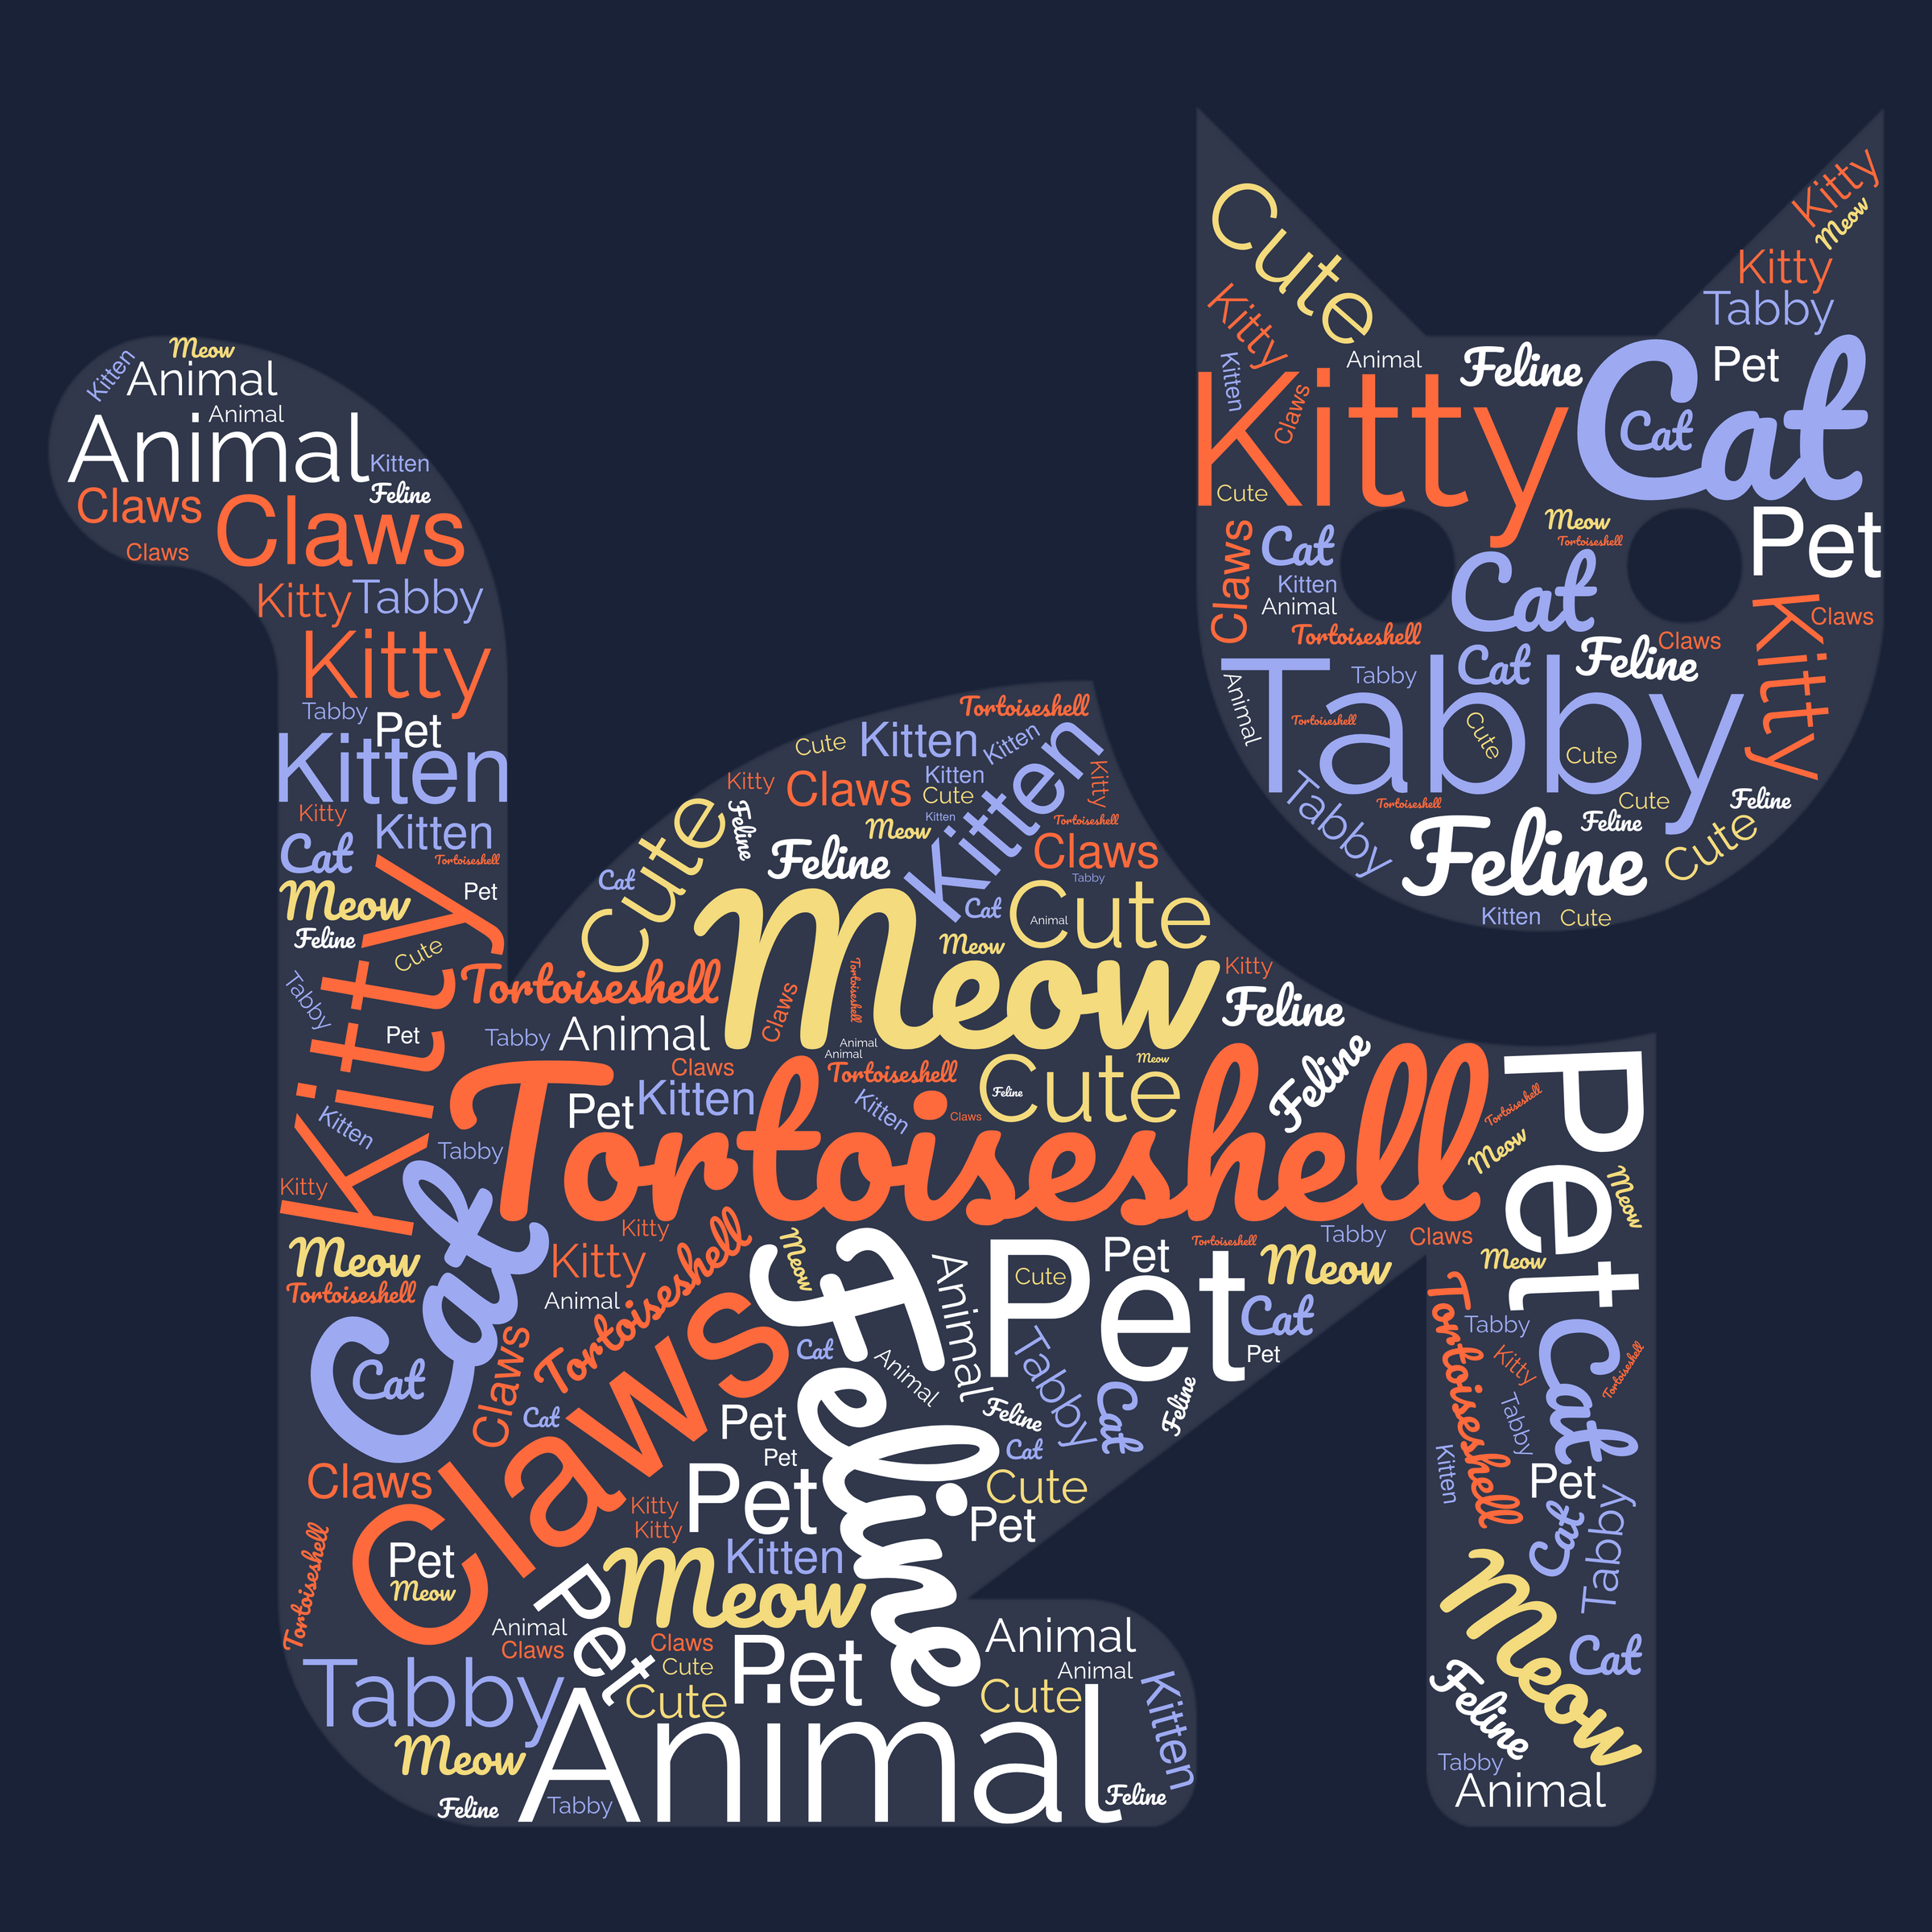 Cute
Kitty
Meow
Kitty
Tabby
Kitty
Kitten
Animal
Feline
Cat
Pet
Kitty
Claws
Cat
Cute
Meow
Tortoiseshell
Pet
Claws
Cat
Kitten
Animal
Cat
Tortoiseshell
Cat
Feline
Claws
Kitty
Claws
Tabby
Animal
Tabby
Tortoiseshell
Cute
Cute
Tabby
Tortoiseshell
Cute
Feline
Feline
Feline
Cute
Kitten
Cute
Meow
Kitten
Animal
Animal
Animal
Kitten
Feline
Claws
Claws
Claws
Kitty
Tabby
Kitty
Tabby
Pet
Kitten
Kitty
Kitten
Cat
Tortoiseshell
Meow
Pet
Feline
Kitty
Cute
Tabby
Pet
Kitten
Tabby
Kitty
Tortoiseshell
Cute
Kitten
Kitten
Kitty
Claws
Kitten
Cute
Kitten
Kitty
Cute
Feline
Meow
Kitten
Tortoiseshell
Claws
Feline
Tabby
Cat
Cat
Cute
Animal
Meow
Meow
Tortoiseshell
Claws
Tortoiseshell
Kitty
Feline
Tabby
Animal
Animal
Animal
Claws
Tortoiseshell
Meow
Cute
Feline
Feline
Pet
Kitten
Kitten
Claws
Tortoiseshell
Tortoiseshell
Meow
Pet
Meow
Meow
Kitty
Meow
Tortoiseshell
Cat
Cat
Kitty
Animal
Tortoiseshell
Claws
Cat
Claws
Meow
Feline
Animal
Pet
Cute
Pet
Tortoiseshell
Meow
Tabby
Claws
Cat
Pet
Cat
Animal
Tabby
Cat
Feline
Feline
Cat
Cute
Pet
Pet
Pet
Pet
Kitty
Kitty
Kitten
Claws
Tortoiseshell
Pet
Meow
Meow
Pet
Animal
Claws
Claws
Cute
Pet
Cute
Tabby
Meow
Feline
Tabby
Animal
Animal
Animal
Cute
Kitten
Feline
Tortoiseshell
Tabby
Kitty
Cat
Tortoiseshell
Tabby
Kitten
Pet
Cat
Tabby
Meow
Cat
Feline
Tabby
Animal